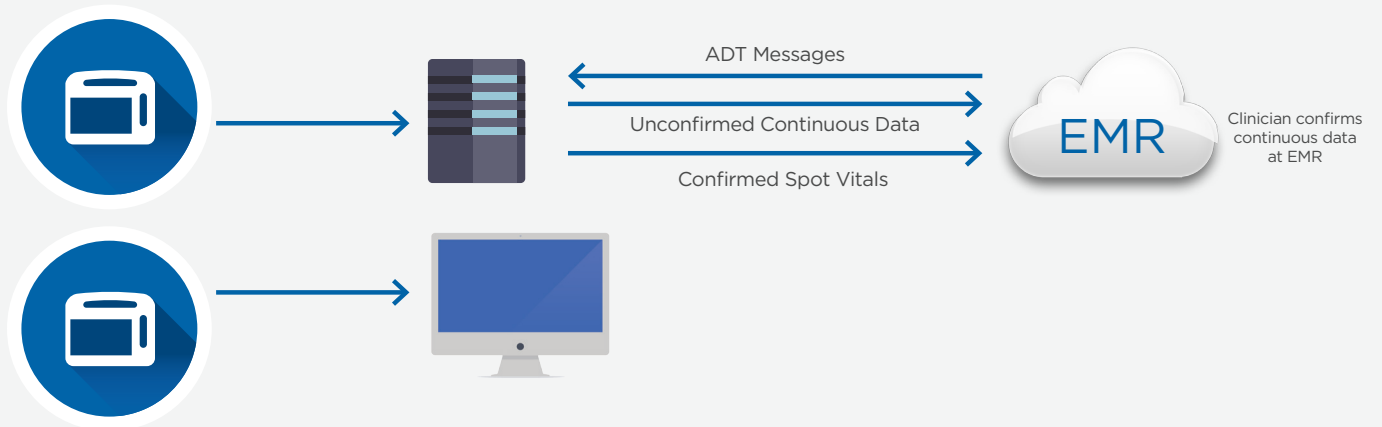 ADT Messages
Unconfirmed Continuous Data
Confirmed Spot Vitals
EMR
Clinician confirms
continuous data
at EMR